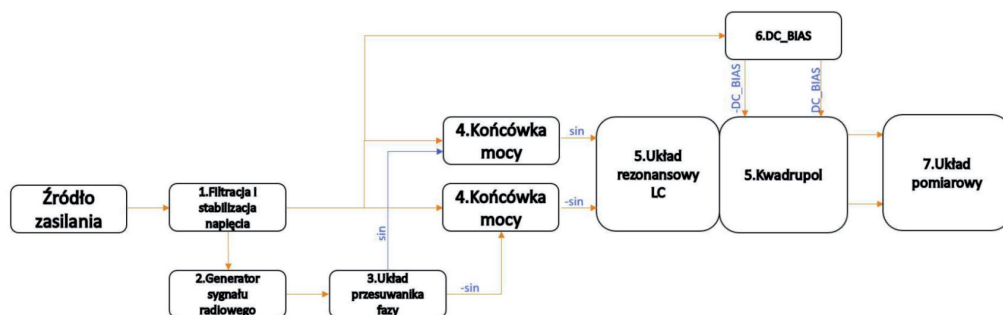 6.DC_BIAS
-DC_BIAS
DC_BIAS
4.Końcówka
mocy
sin
5.Układ
rezonansowy
LC
5.Kwadrupol
7.Układ
pomiarowy
Źródło
zasilania
1.Filtracja i
stabilizacja
napięcia
4.Końcówka
mocy
-sin
sin
2.Generator
sygnału
radiowego
3.Układ
przesuwanika
fazy
-sin